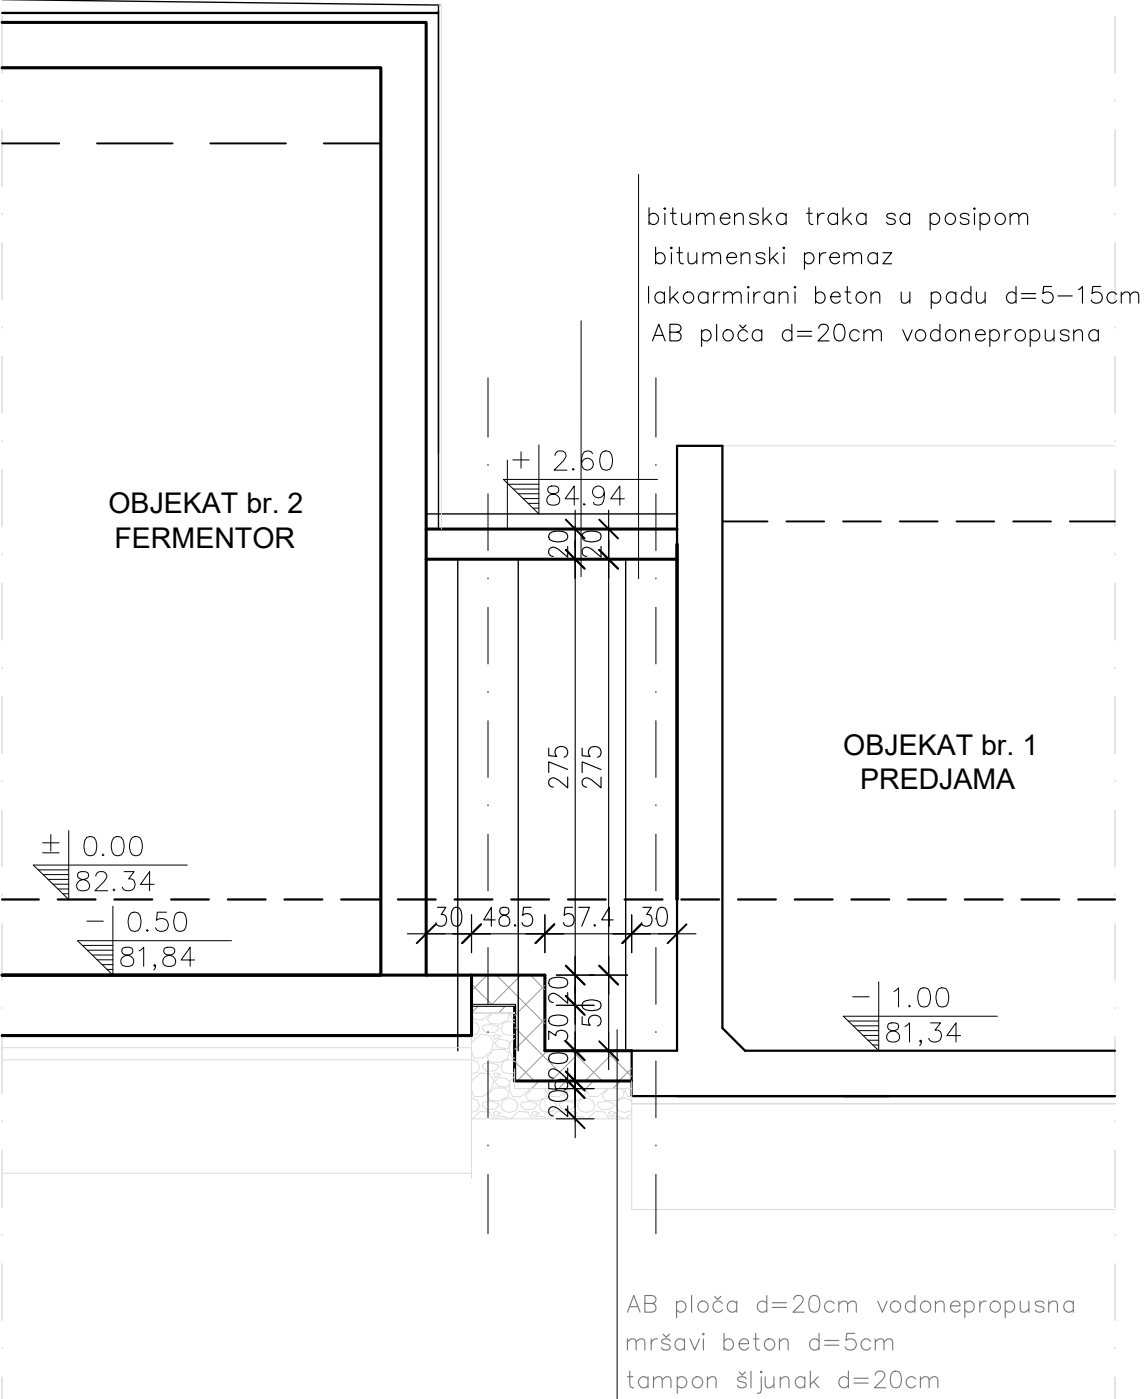 bitumenska traka sa posipom
bitumenski premaz
lakoarmirani beton u padu d=5-15cm
AB ploča d=20cm vodonepropusna
+ 2.60
84.94
OBJEKAT br. 2
FERMENTOR
20 20
275 275
OBJEKAT br. 1
PREDJAMA
± 0.00
82.34
- 0.50
81,84
30 48.5 57.4 30
20
30 50
20
5
20
- 1.00
81,34
AB ploča d=20cm vodonepropusna
mršavi beton d=5cm
tampon šljunak d=20cm